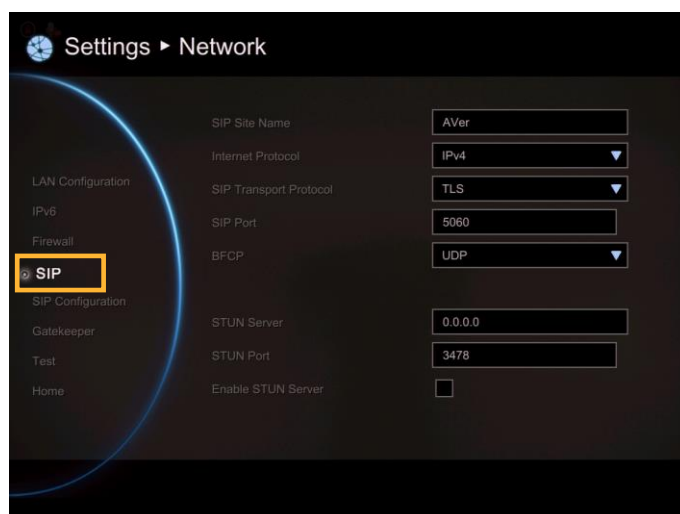 Settings ► Network
SIP Site Name AVer
Internet Protocol IPv4
LAN Configuration
SIP Transport Protocol TLS
IPv6
SIP Port 5060
Firewall
BFCP UDP
SIP
SIP Configuration
STUN Server 0.0.0.0
Gatekeeper
STUN Port 3478
Test
Enable STUN Server
Home